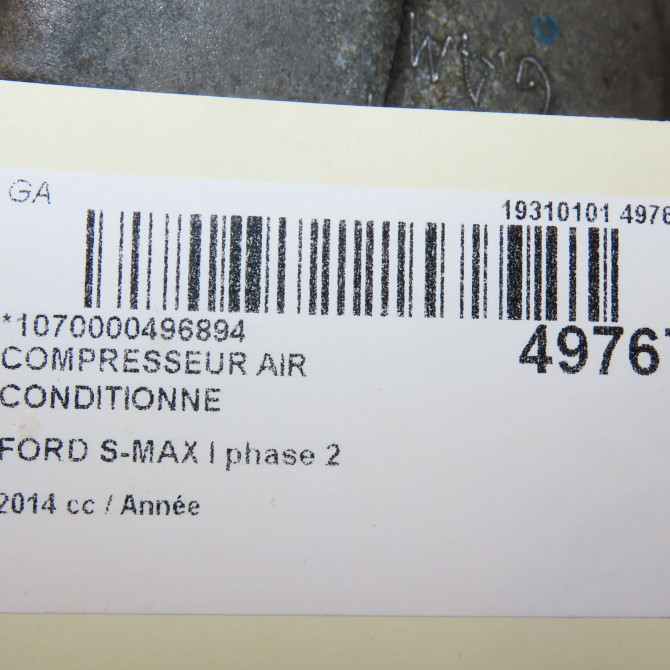 GA
19310101 4976
*1070000496894
4976
COMPRESSEUR AIR
CONDITIONNE
FORD S-MAX I phase 2
2014 cc / Année